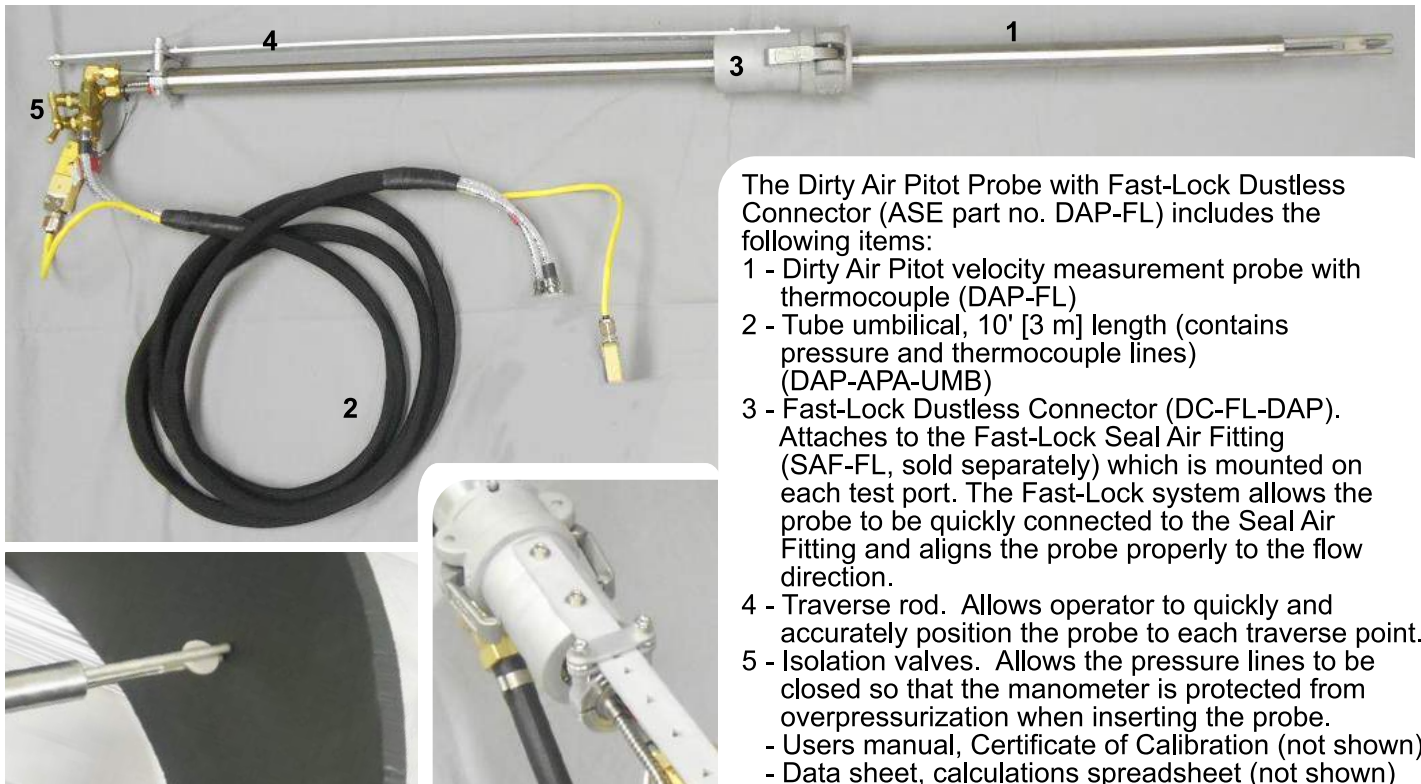 4
1
3
5
2
The Dirty Air Pitot Probe with Fast-Lock Dustless
Connector (ASE part no. DAP-FL) includes the
following items:
1 - Dirty Air Pitot velocity measurement probe with
thermocouple (DAP-FL)
2 - Tube umbilical, 10' [3 m] length (contains
pressure and thermocouple lines)
(DAP-APA-UMB)
3 - Fast-Lock Dustless Connector (DC-FL-DAP).
Attaches to the Fast-Lock Seal Air Fitting
(SAF-FL, sold separately) which is mounted on
each test port. The Fast-Lock system allows the
probe to be quickly connected to the Seal Air
Fitting and aligns the probe properly to the flow
direction.
4 - Traverse rod.  Allows operator to quickly and
accurately position the probe to each traverse point.
5 - Isolation valves.  Allows the pressure lines to be
closed so that the manometer is protected from
overpressurization when inserting the probe.
- Users manual, Certificate of Calibration (not shown)
- Data sheet, calculations spreadsheet (not shown)